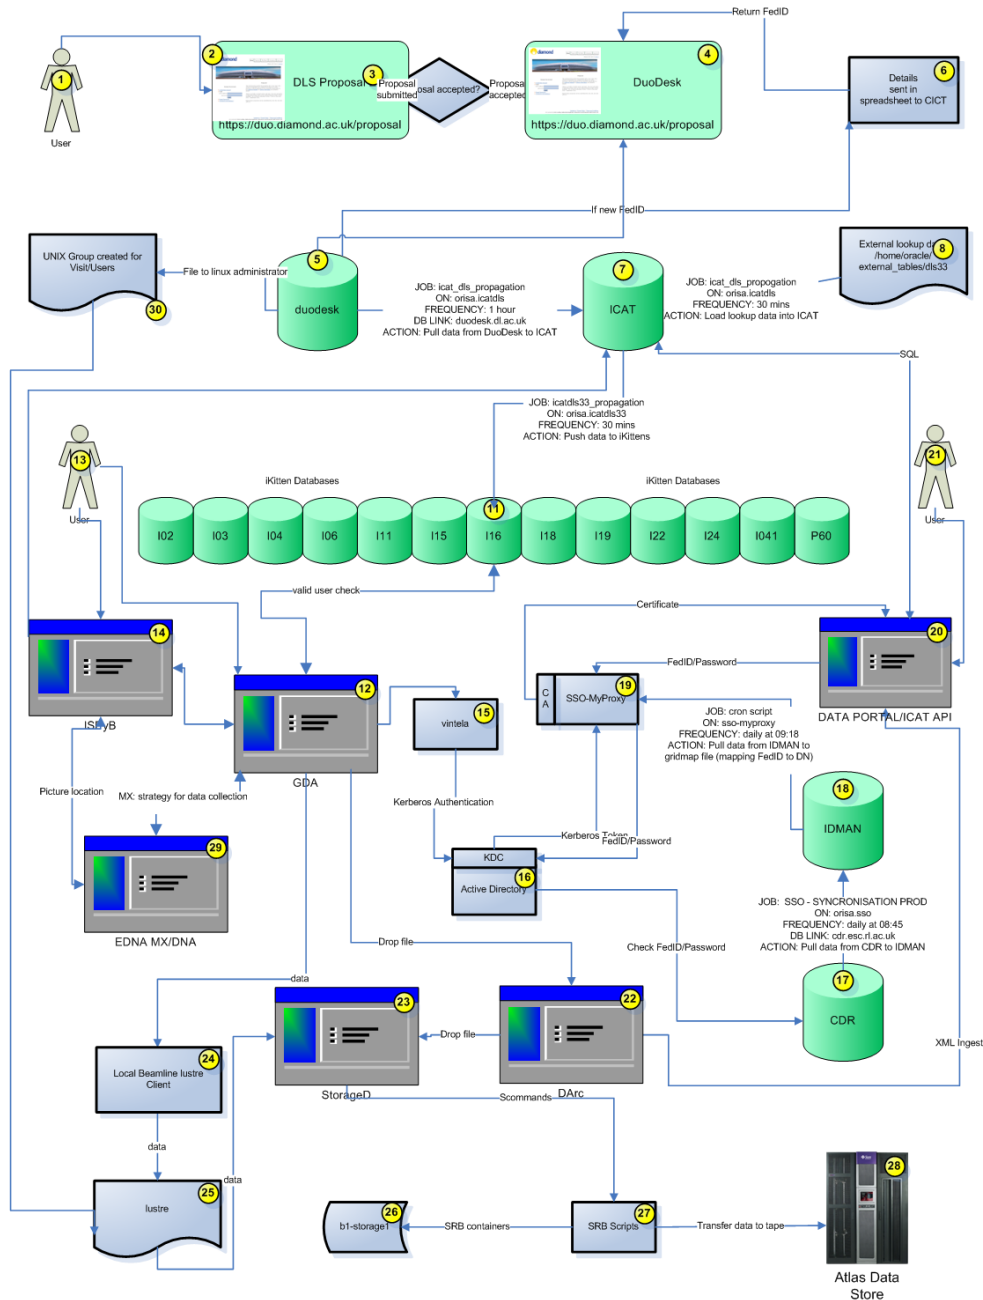 Return FedID
1
User
2
3
DLS Proposal
https://duo.diamond.ac.uk/proposal
Proposal
submitted
osal accepted?
Proposa
accepted
diamond
4
DuoDesk
https://duo.diamond.ac.uk/proposal
6
Details
sent in
spreadsheet to CICT
If new FedID
UNIX Group created for
Visit/Users
30
File to linux administrator
5
duodesk
JOB: icat_dls_propagation
ON: orisa.icatdls
FREQUENCY: 1 hour
DB LINK: duodesk.dl.ac.uk
ACTION: Pull data from DuoDesk to ICAT
7
ICAT
JOB: icat_dls_propogation
ON: orisa.icatdls
FREQUENCY: 30 mins
ACTION: Load lookup data into ICAT
External lookup da
8
/home/oracle/
external_tables/dls33
SQL
JOB: icatdls33_propagation
ON: orisa.icatdls33
FREQUENCY: 30 mins
ACTION: Push data to iKittens
13
User
21
User
iKitten Databases
iKitten Databases
11
I02
I03
I04
I06
I11
I15
I16
I18
I19
I22
I24
I041
P60
valid user check
Certificate
14
ISPyB
12
GDA
15
vintela
FedID/Password
C
A
SSO-MyProxy
19
20
DATA PORTAL/ICAT API
JOB: cron script
ON: sso-myproxy
FREQUENCY: daily at 09:18
ACTION: Pull data from IDMAN to
gridmap file (mapping FedID to DN)
Picture location
MX: strategy for data collection
Kerberos Authentication
Kerberos Token
FedID/Password
18
IDMAN
29
EDNA MX/DNA
KDC
16
Active Directory
JOB: SSO - SYNCRONISATION PROD
ON: orisa.sso
FREQUENCY: daily at 08:45
DB LINK: cdr.esc.rl.ac.uk
ACTION: Pull data from CDR to IDMAN
Drop file
Check FedID/Password
data
17
CDR
23
StorageD
Drop file
22
DArc
XML Ingest
24
Local Beamline lustre
Client
Scommands
data
data
25
lustre
26
b1-storage1
SRB containers
27
SRB Scripts
Transfer data to tape
28
Atlas Data
Store